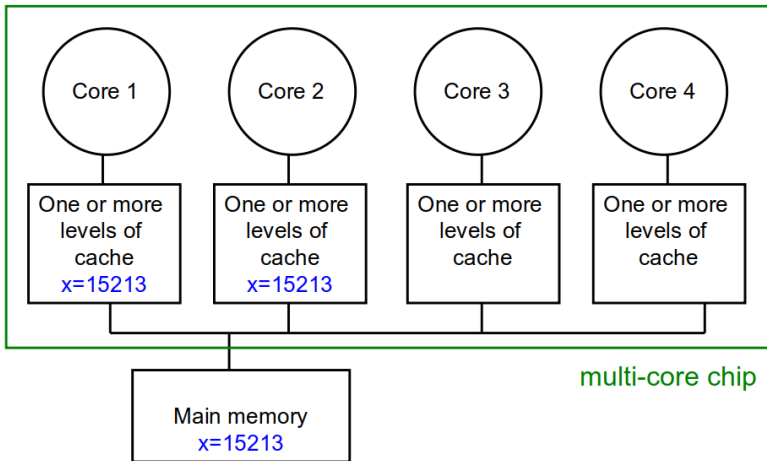 Core 1
Core 2
Core 3
Core 4
One or more
levels of
cache
x=15213
One or more
levels of
cache
x=15213
One or more
levels of
cache
One or more
levels of
cache
multi-core chip
Main memory
x=15213